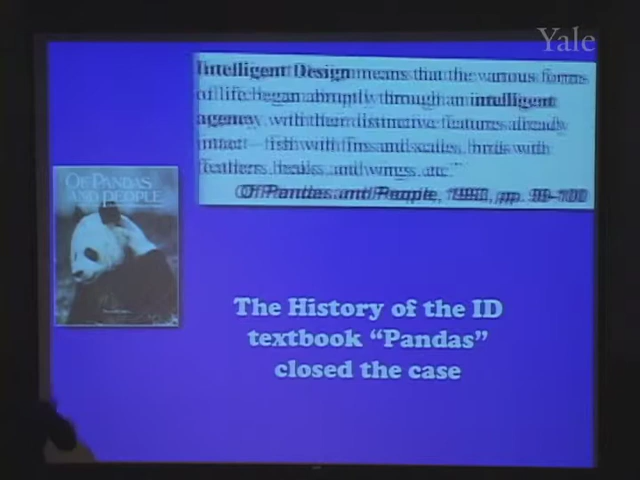 Yale
Intelligent Design means that the various forms
of life began abruptly through an intelligent
agency, with their distinctive features already
intact — fish with fins and scales, birds with
feathers, beaks, and wings, etc."
Of Pandas and People, pp. 99–100
OF PANDAS
AND PEOPLE
The History of the ID
textbook “Pandas”
closed the case